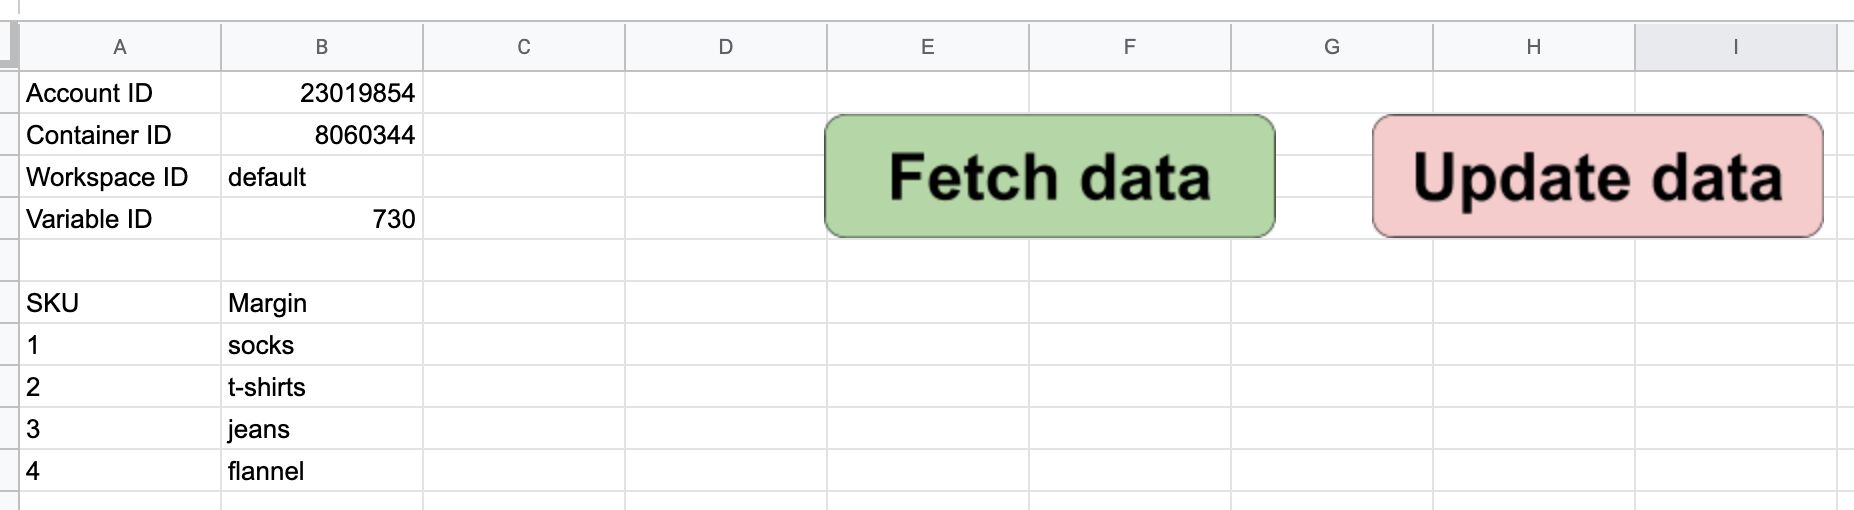 A B C D E F G H I
Account ID 23019854
Container ID 8060344
Workspace ID default
Fetch data Update data
Variable ID 730
SKU Margin
1 socks
2 t-shirts
3 jeans
4 flannel